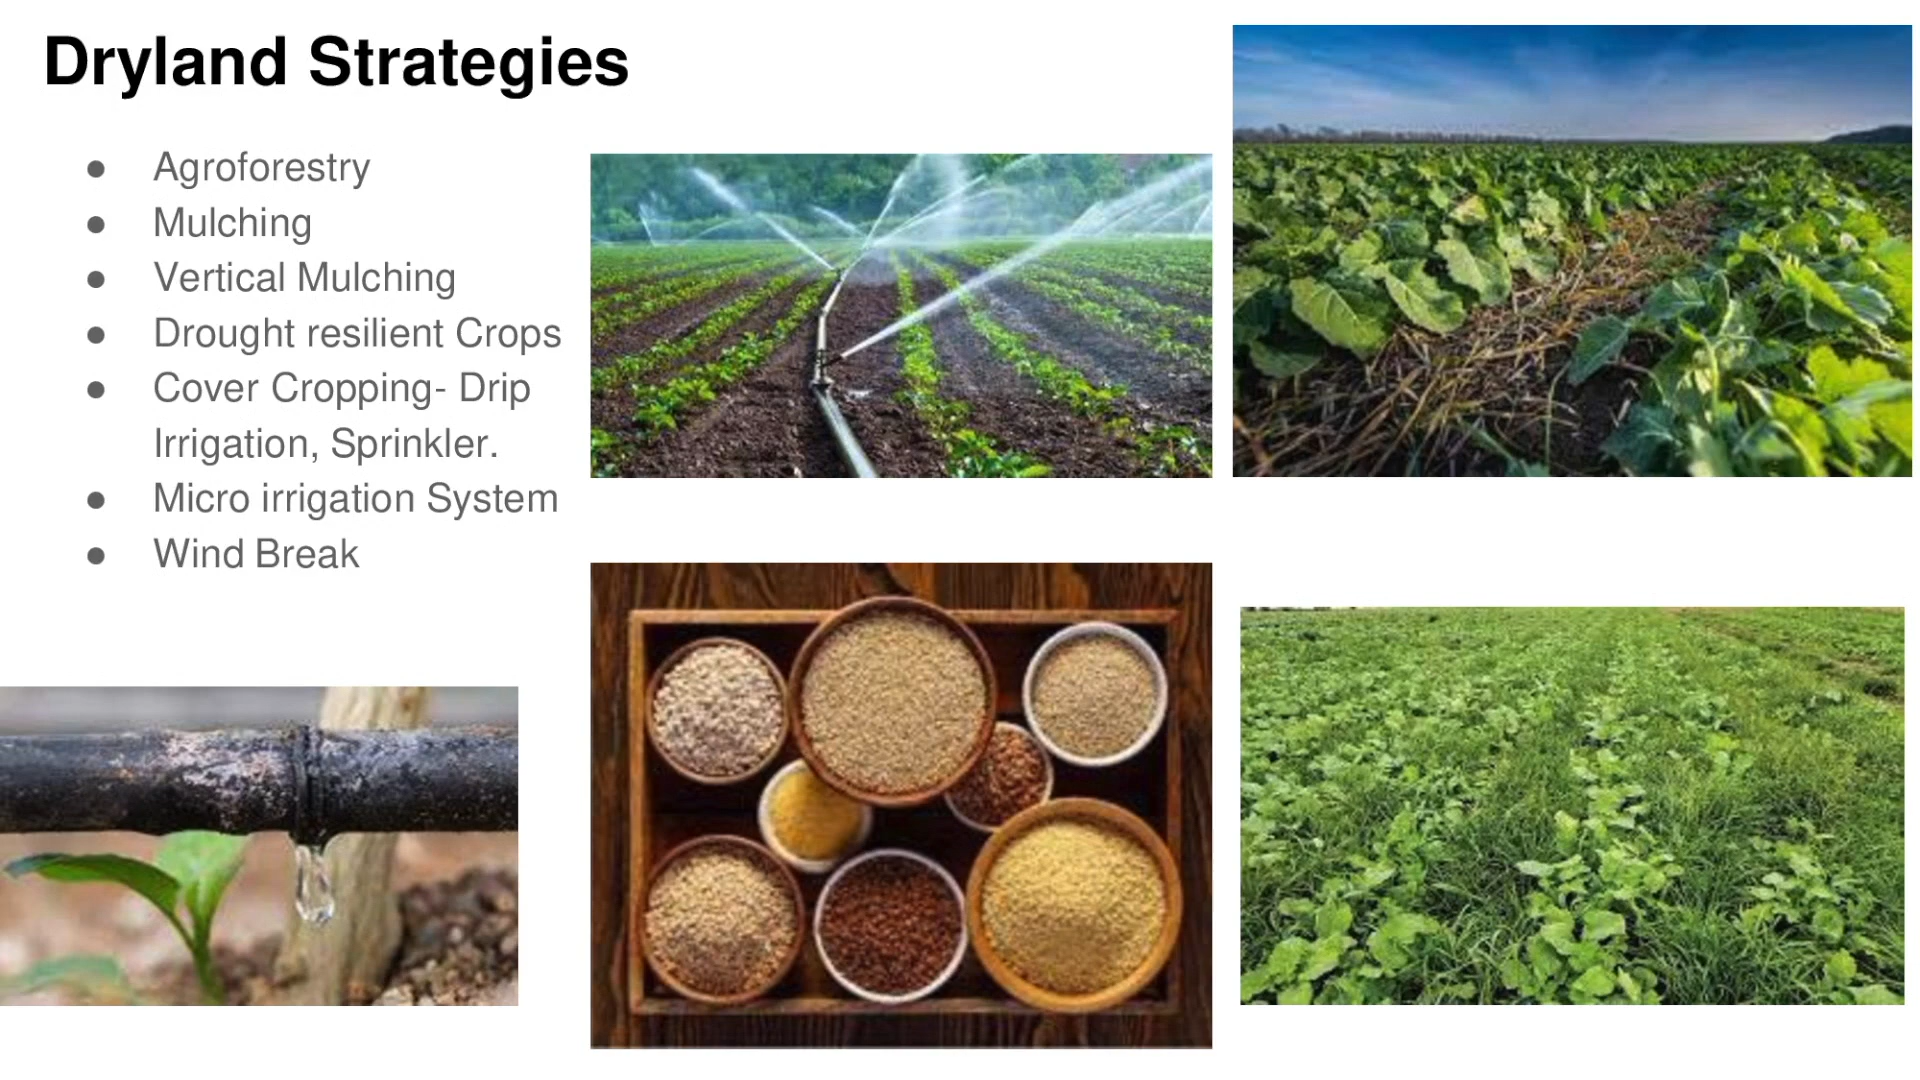 Dryland Strategies
● Agroforestry
● Mulching
● Vertical Mulching
● Drought resilient Crops
● Cover Cropping- Drip
Irrigation, Sprinkler.
● Micro irrigation System
● Wind Break